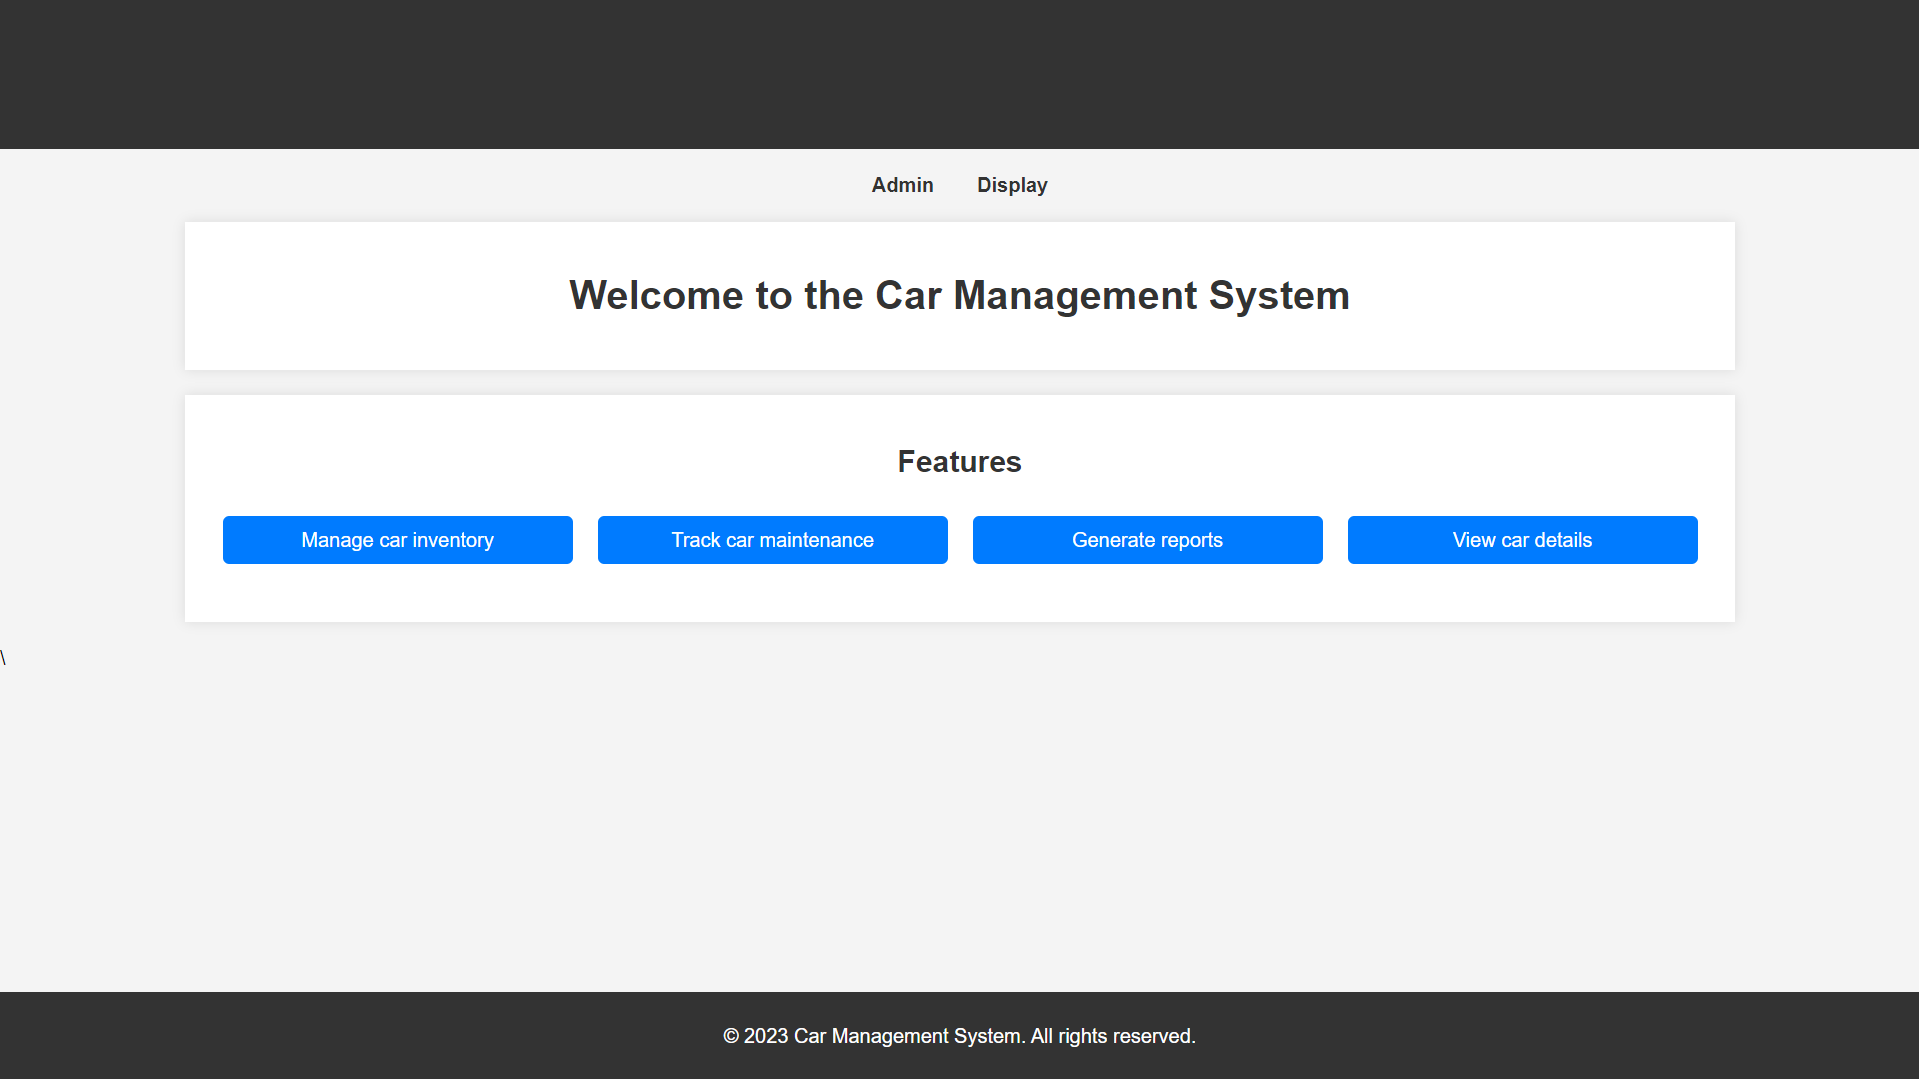 Admin Display
Welcome to the Car Management System
Features
Manage car inventory Track car maintenance Generate reports View car details
\
© 2023 Car Management System. All rights reserved.